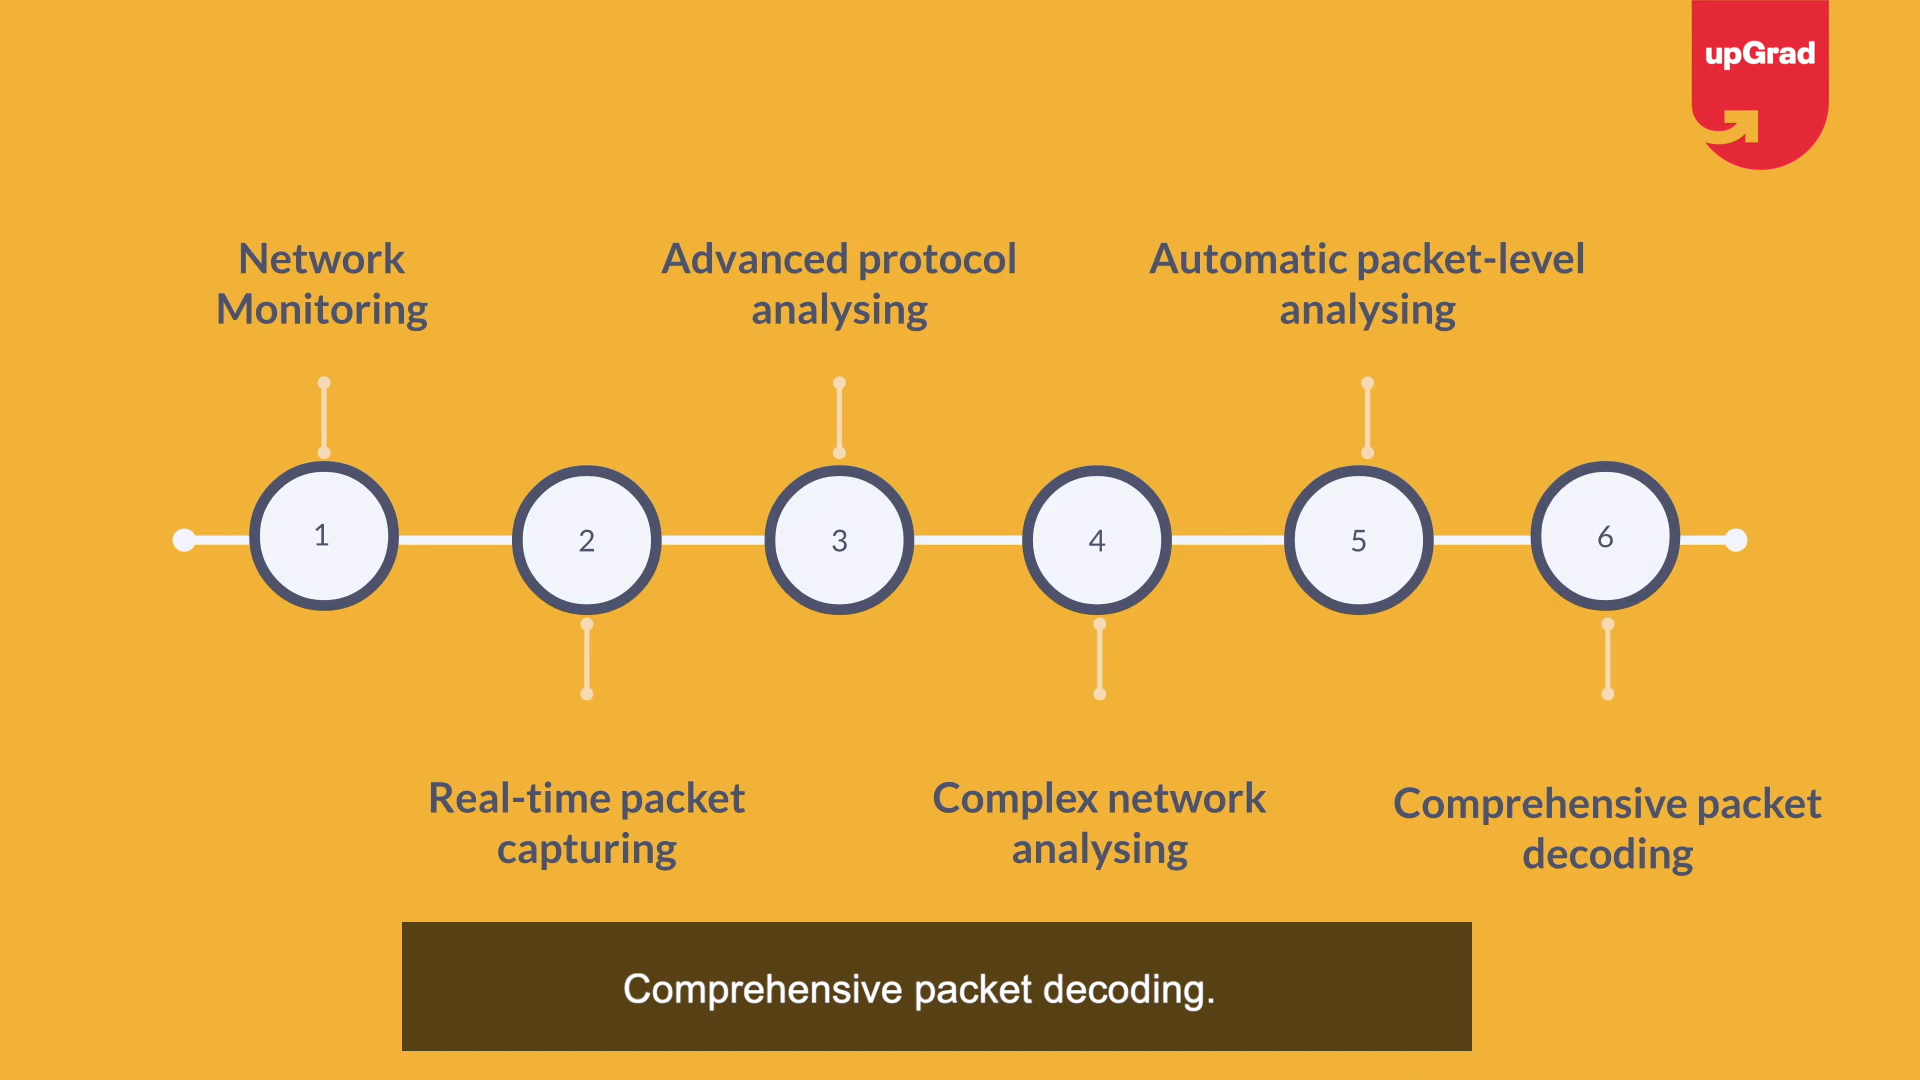 upGrad
Network
Monitoring
Advanced protocol
analysing
Automatic packet-level
analysing
1
2
3
4
5
6
Real-time packet
capturing
Complex network
analysing
Comprehensive packet
decoding
Comprehensive packet decoding.